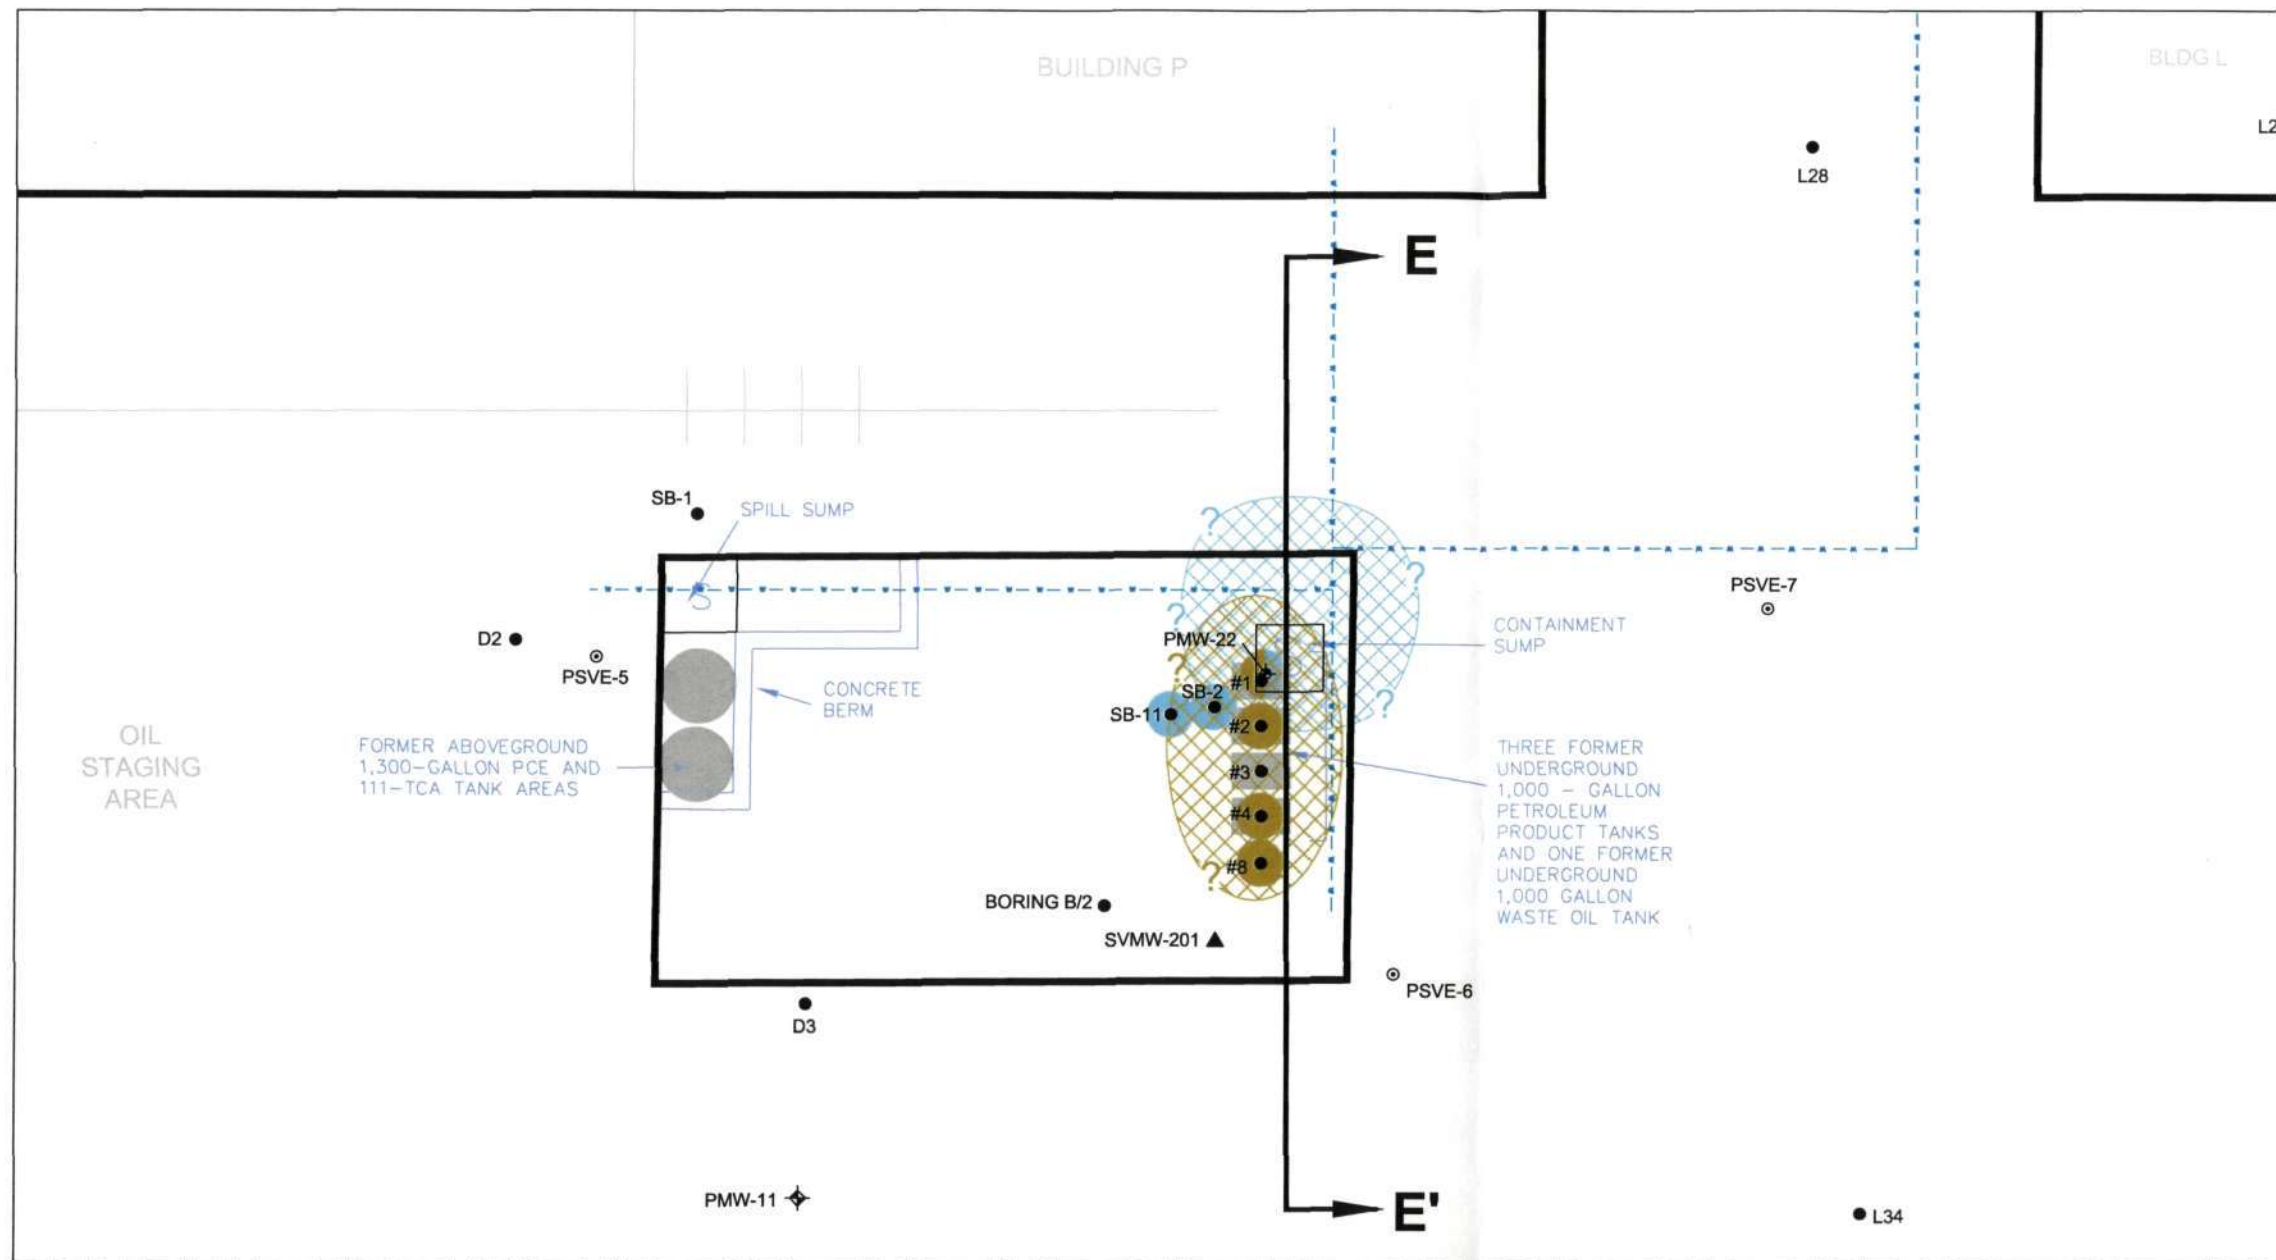 BUILDING P
BLDG L
L2
L28
E
SB-1
SPILL SUMP
S
?
?
PSVE-7
D2
PSVE-5
?
PMW-22
CONTAINMENT
SUMP
?
#1
SB-2
SB-11
?
#2
CONCRETE
BERM
OIL
STAGING
AREA
FORMER ABOVEGROUND
1,300-GALLON PCE AND
111-TCA TANK AREAS
#3
#4
#8
?
THREE FORMER
UNDERGROUND
1,000 - GALLON
PETROLEUM
PRODUCT TANKS
AND ONE FORMER
UNDERGROUND
1,000 GALLON
WASTE OIL TANK
BORING B/2
SVMW-201
PSVE-6
D3
PMW-11
E'
L34